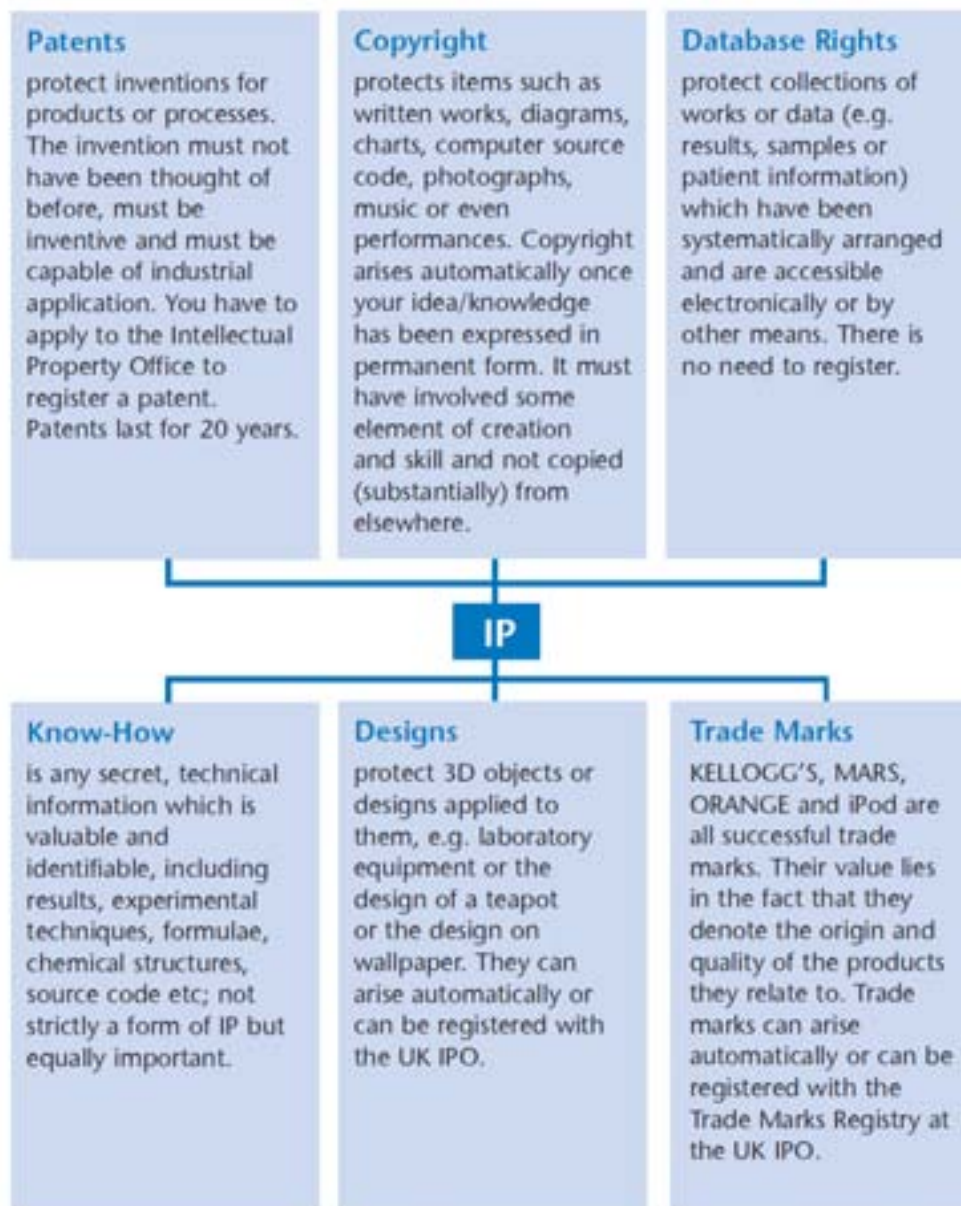 Patents
protect inventions for
products or processes.
The invention must not
have been thought of
before, must be
inventive and must be
capable of industrial
application. You have to
apply to the Intellectual
Property Office to
register a patent.
Patents last for 20 years.
Copyright
protects items such as
written works, diagrams,
charts, computer source
code, photographs,
music or even
performances. Copyright
arises automatically once
your idea/knowledge
has been expressed in
permanent form. It must
have involved some
element of creation
and skill and not copied
(substantially) from
elsewhere.
Database Rights
protect collections of
works or data (e.g.
results, samples or
patient information)
which have been
systematically arranged
and are accessible
electronically or by
other means. There is
no need to register.
IP
Know-How
is any secret, technical
information which is
valuable and
identifiable, including
results, experimental
techniques, formulae,
chemical structures,
source code etc; not
strictly a form of IP but
equally important.
Designs
protect 3D objects or
designs applied to
them, e.g. laboratory
equipment or the
design of a teapot
or the design on
wallpaper. They can
arise automatically or
can be registered with
the UK IPO.
Trade Marks
KELLOGG'S, MARS,
ORANGE and iPod are
all successful trade
marks. Their value lies
in the fact that they
denote the origin and
quality of the products
they relate to. Trade
marks can arise
automatically or can be
registered with the
Trade Marks Registry at
the UK IPO.